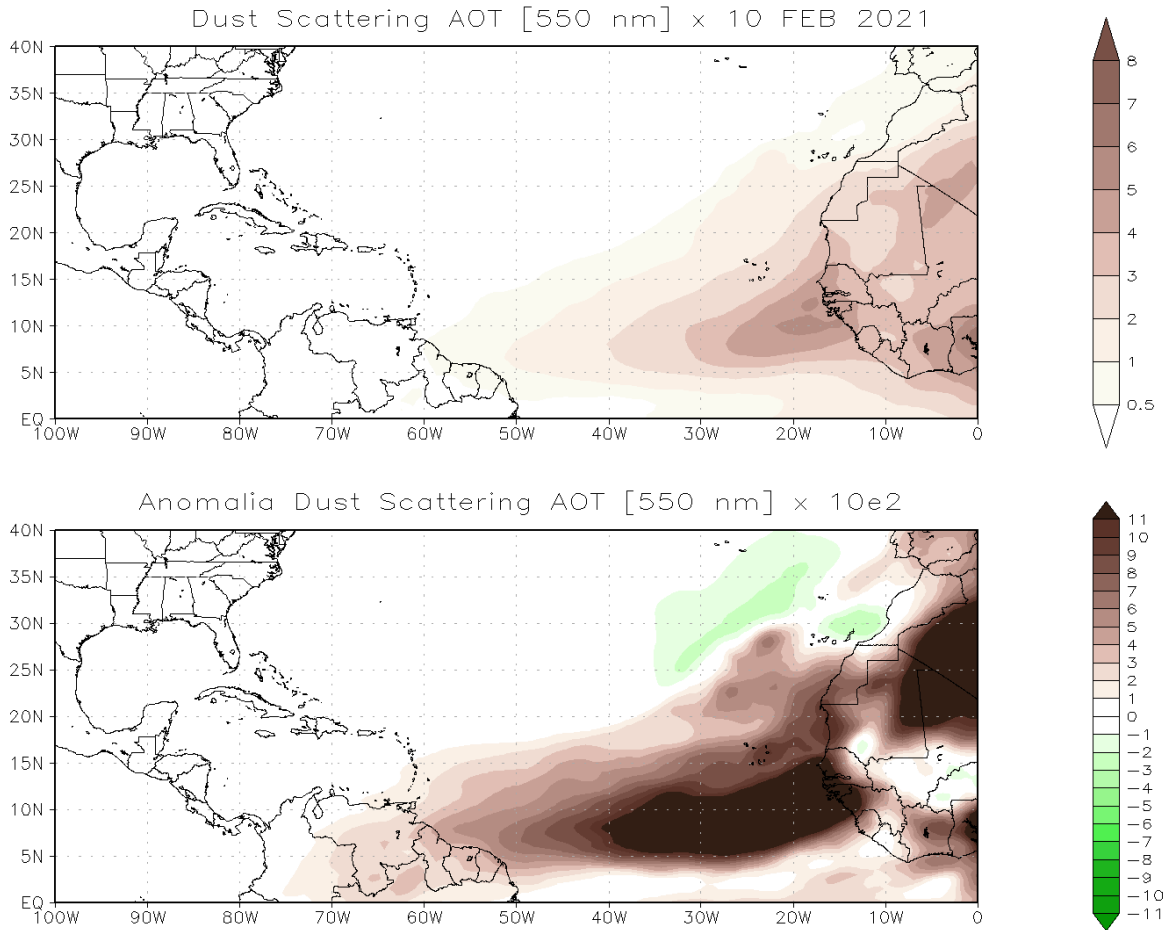 Dust Scattering AOT [550 nm] x 10 FEB 2021
40N
35N
30N
25N
20N
15N
10N
5N
EQ
100W 90W 80W 70W 60W 50W 40W 30W 20W 10W 0
8
7
6
5
4
3
2
1
0.5
Anomalia Dust Scattering AOT [550 nm] x 10e2
40N
35N
30N
25N
20N
15N
10N
5N
EQ
100W 90W 80W 70W 60W 50W 40W 30W 20W 10W 0
11
10
9
8
7
6
5
4
3
2
1
0
−1
−2
−3
−4
−5
−6
−7
−8
−9
−10
−11